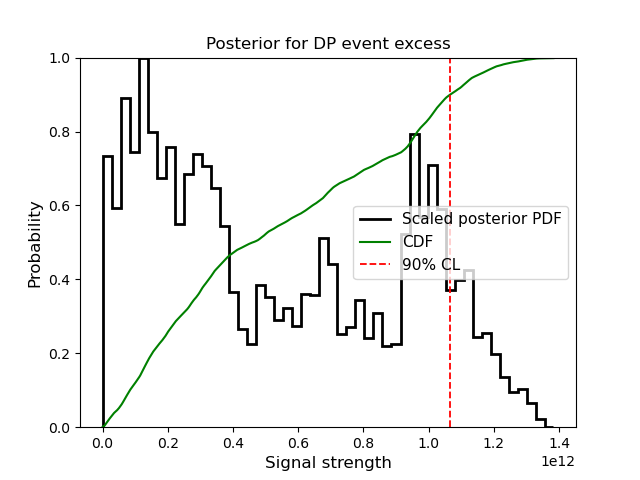 Posterior for DP event excess
1.0
0.8
0.6
0.4
0.2
0.0
Probability
Scaled posterior PDF
CDF
90% CL
0.0 0.2 0.4 0.6 0.8 1.0 1.2 1.4
1e12
Signal strength